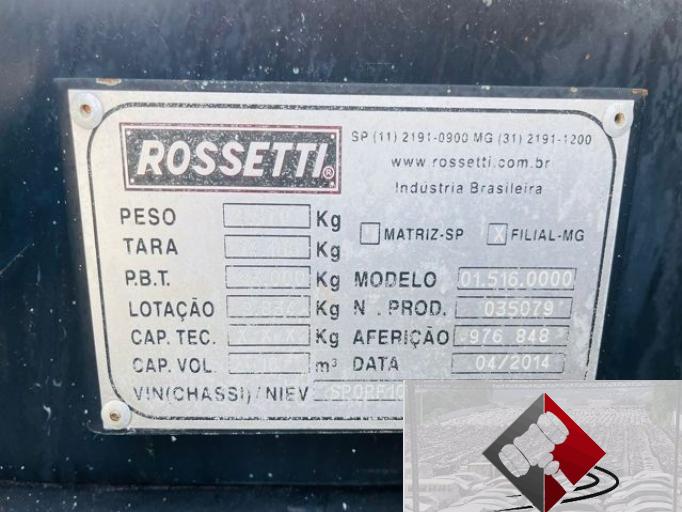 ROSSETTI®
SP (11) 2191-0900 MG (31) 2191-1200
www.rossetti.com.br
Indústria Brasileira
PESO Kg
TARA Kg
MATRIZ-SP X FILIAL-MG
P.B.T. Kg MODELO 01.516.0000
LOTAÇÃO Kg N . PROD. 035079
CAP. TEC. X X X Kg AFERIÇÃO 976 848
CAP. VOL. m³ DATA 04/2014
VIN(CHASSI)/NIEV